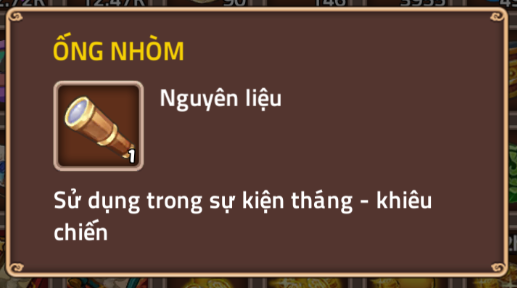 ỐNG NHÒM
Nguyên liệu
1
Sử dụng trong sự kiện tháng - khiêu
chiến